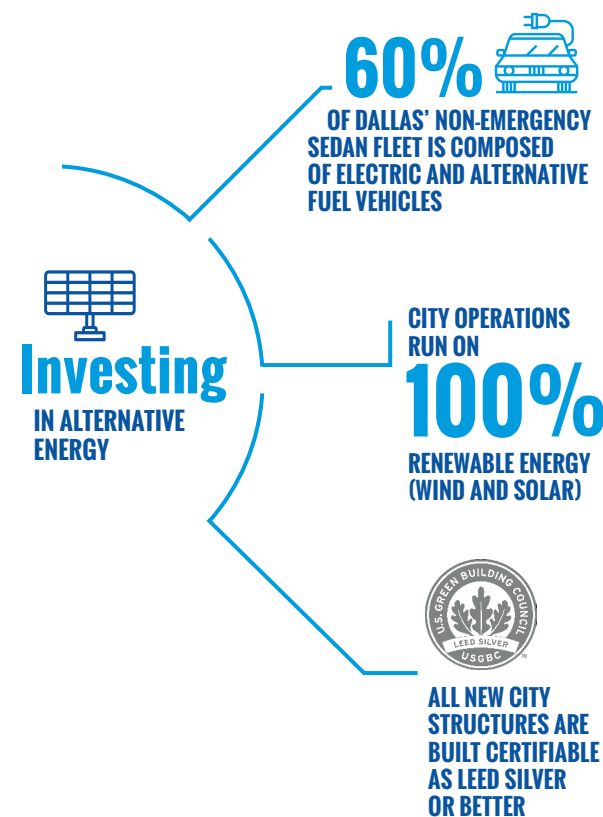 60%
OF DALLAS' NON-EMERGENCY
SEDAN FLEET IS COMPOSED
OF ELECTRIC AND ALTERNATIVE
FUEL VEHICLES
Investing
IN ALTERNATIVE
ENERGY
CITY OPERATIONS
RUN ON
100%
RENEWABLE ENERGY
(WIND AND SOLAR)
U.S. GREEN BUILDING COUNCIL
LEED SILVER
USGBC
TM
ALL NEW CITY
STRUCTURES ARE
BUILT CERTIFIABLE
AS LEED SILVER
OR BETTER